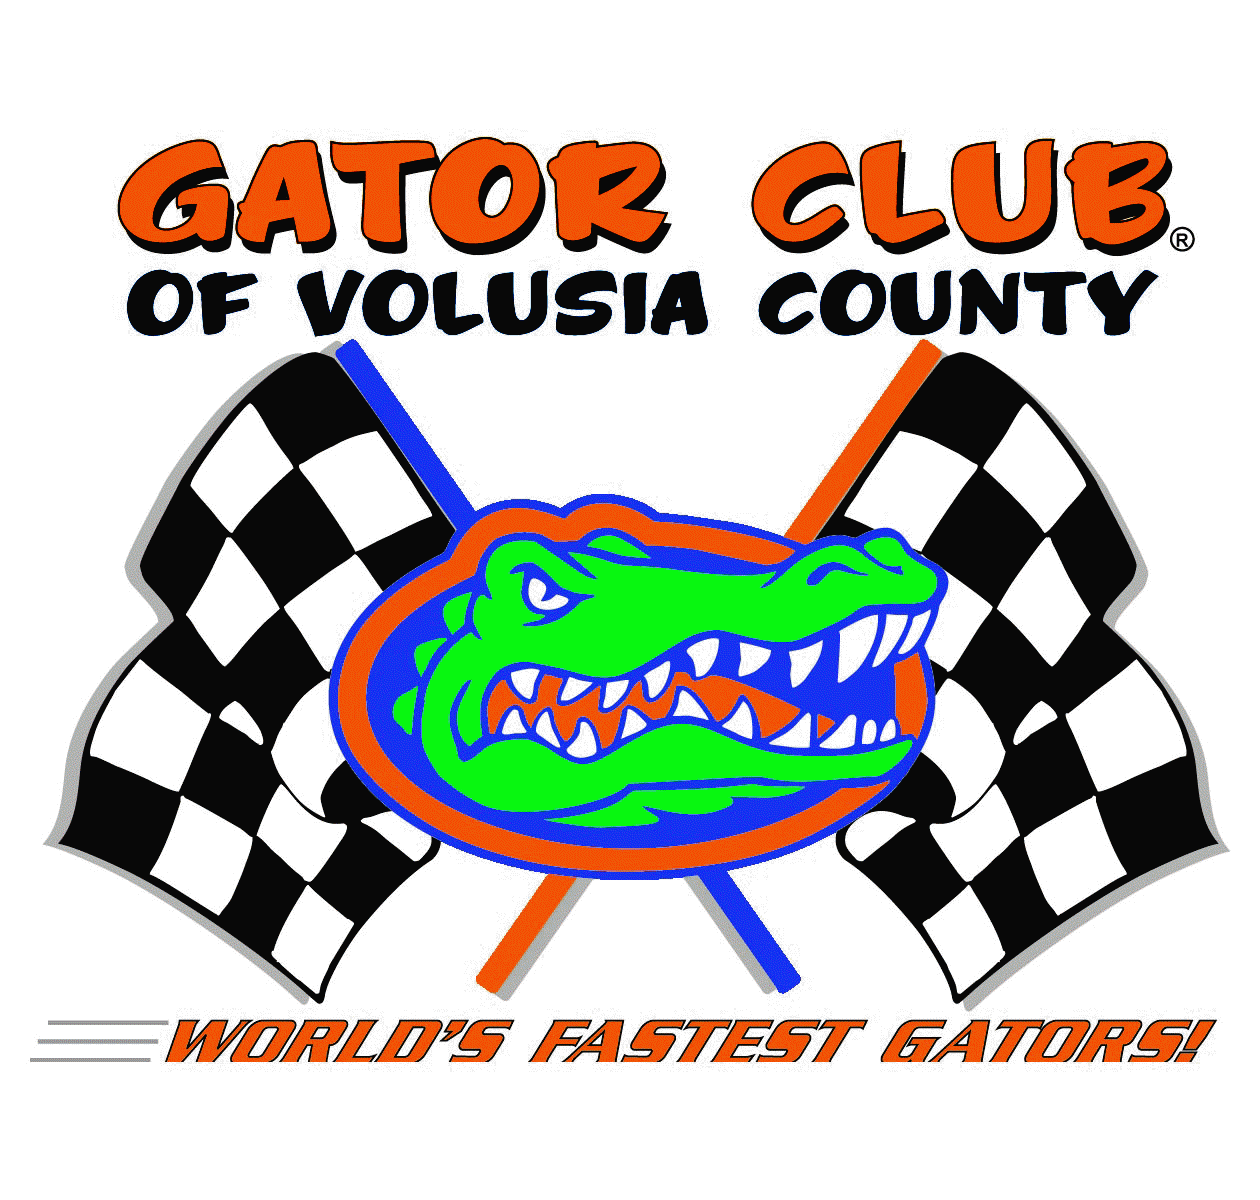 GATOR CLUB®
OF VOLUSIA COUNTY
WORLD'S FASTEST GATORS!